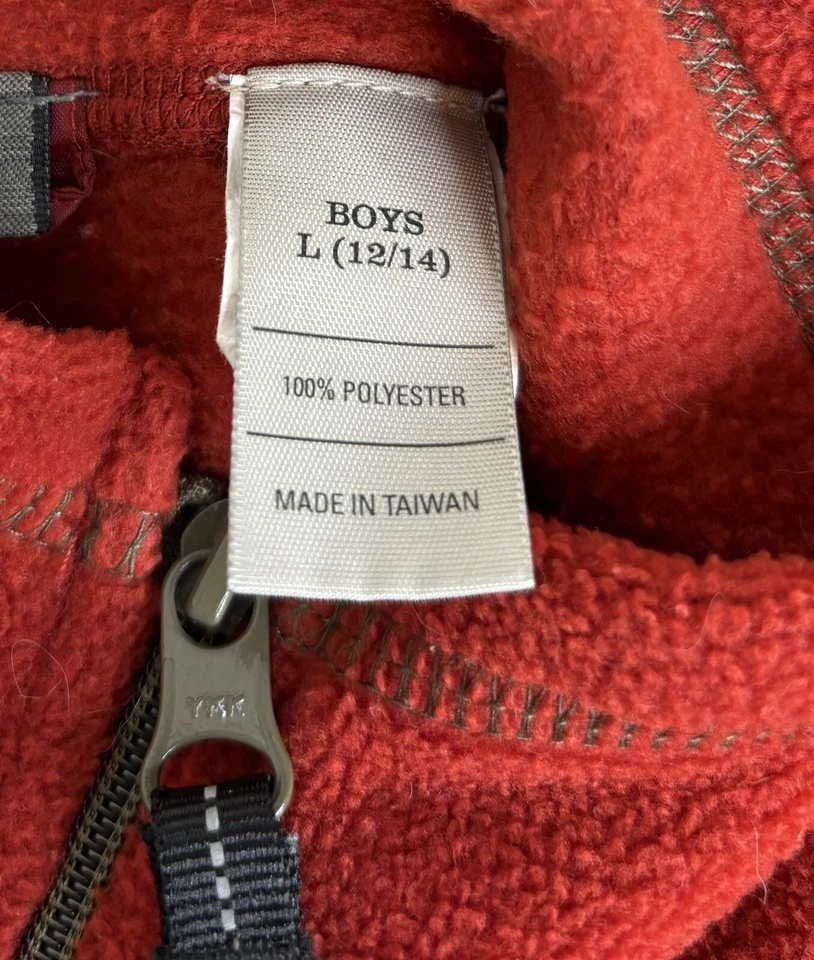 BOYS
L (12/14)
100% POLYESTER
MADE IN TAIWAN
YKK